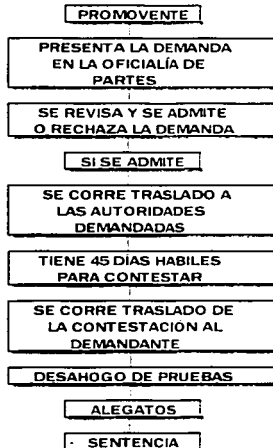 PROMOVENTE
PRESENTA LA DEMANDA
EN LA OFICIALÍA DE
PARTES
SE REVISA Y SE ADMITE
O RECHAZA LA DEMANDA
SI SE ADMITE
SE CORRE TRASLADO A
LAS AUTORIDADES
DEMANDADAS
TIENE 45 DÍAS HABILES
PARA CONTESTAR
SE CORRE TRASLADO DE
LA CONTESTACIÓN AL
DEMANDANTE
DESAHOGO DE PRUEBAS
ALEGATOS
- SENTENCIA